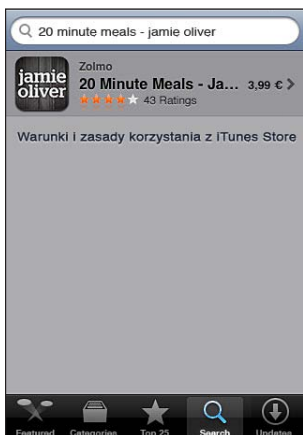 20 minute meals - jamie oliver
jamie
oliver
Zolmo
20 Minute Meals - Ja... 3,99 €
43 Ratings
Warunki i zasady korzystania z iTunes Store
Featured Categories Top 25 Search Updates